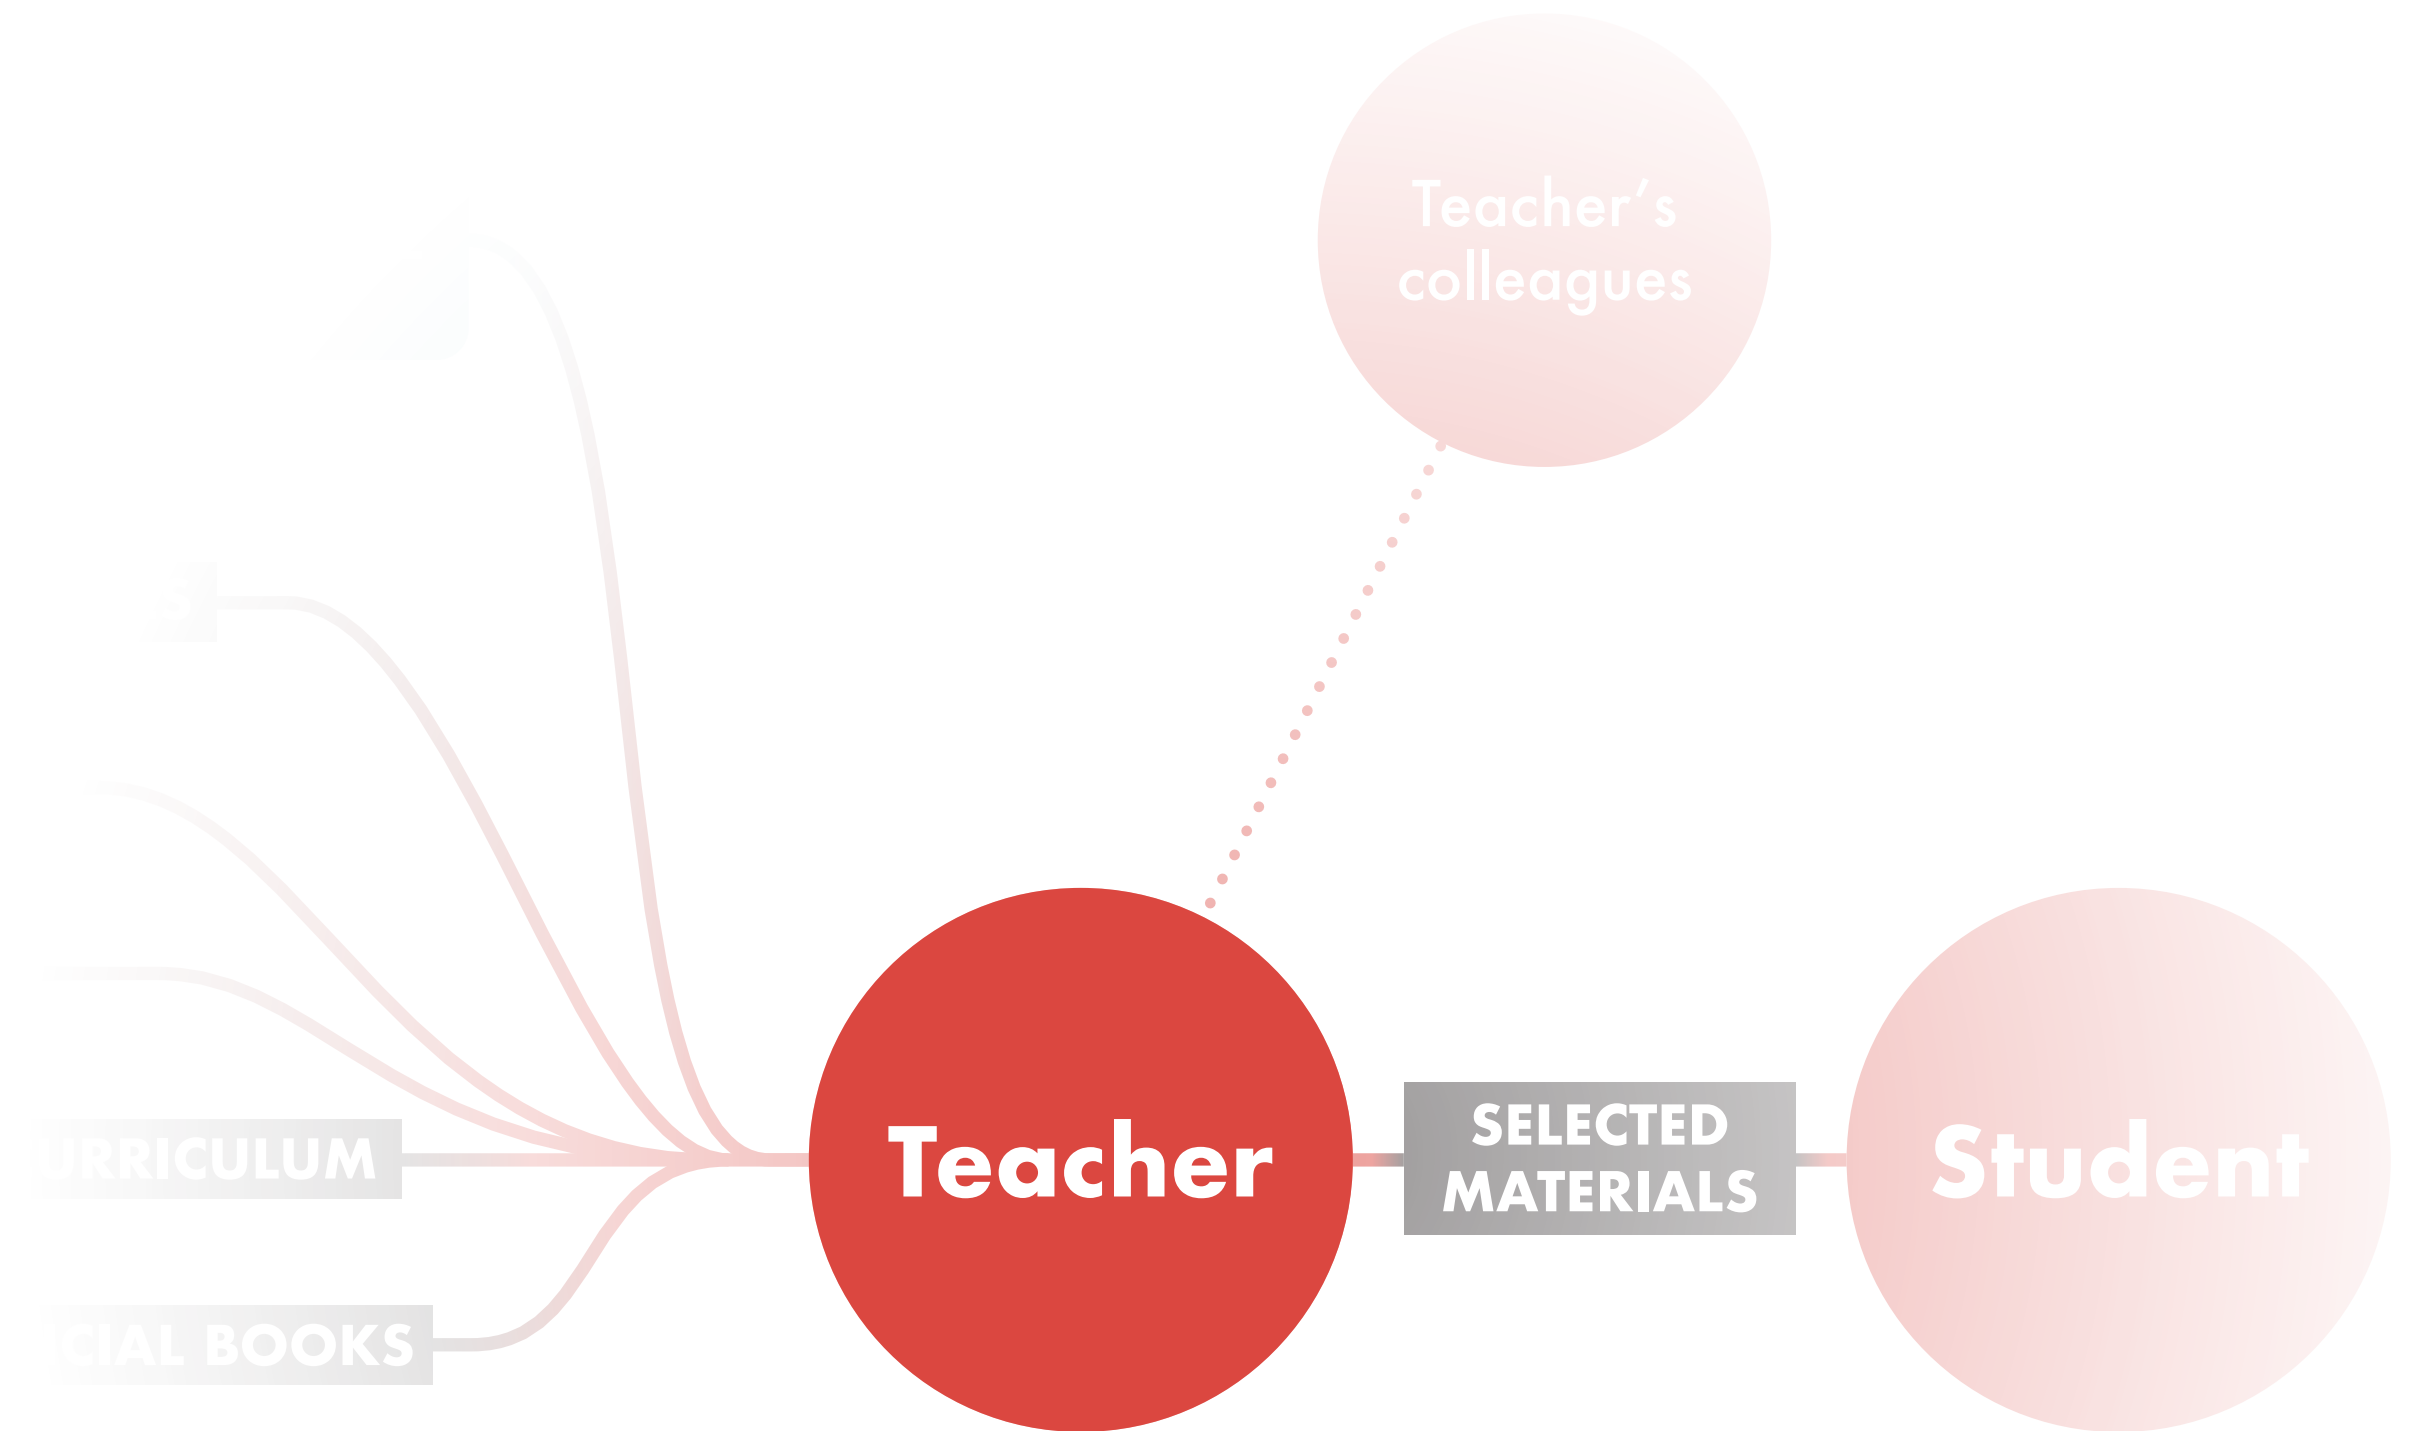 Teacher’s
colleagues
S
URRICULUM
Teacher
SELECTED
MATERIALS
Student
CIAL BOOKS